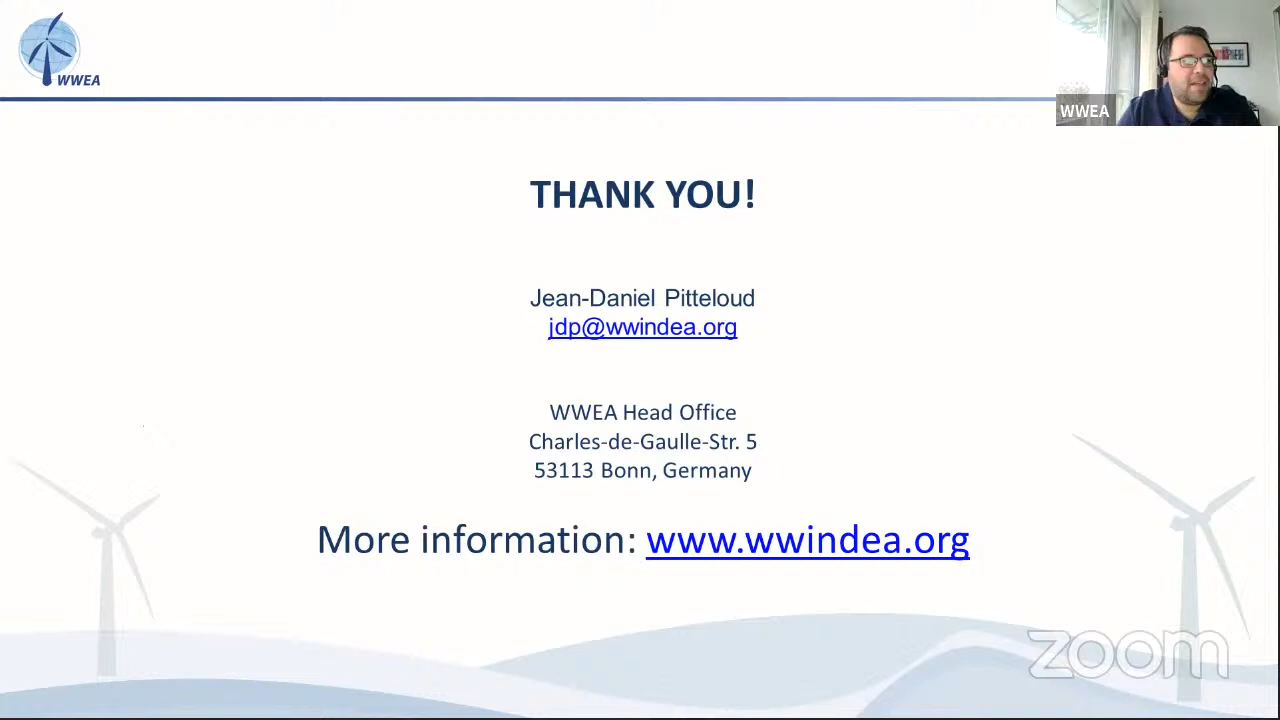 WWEA
WWEA
THANK YOU!
Jean-Daniel Pitteloud
jdp@wwindea.org
WWEA Head Office
Charles-de-Gaulle-Str. 5
53113 Bonn, Germany
More information: www.wwindea.org
zoom